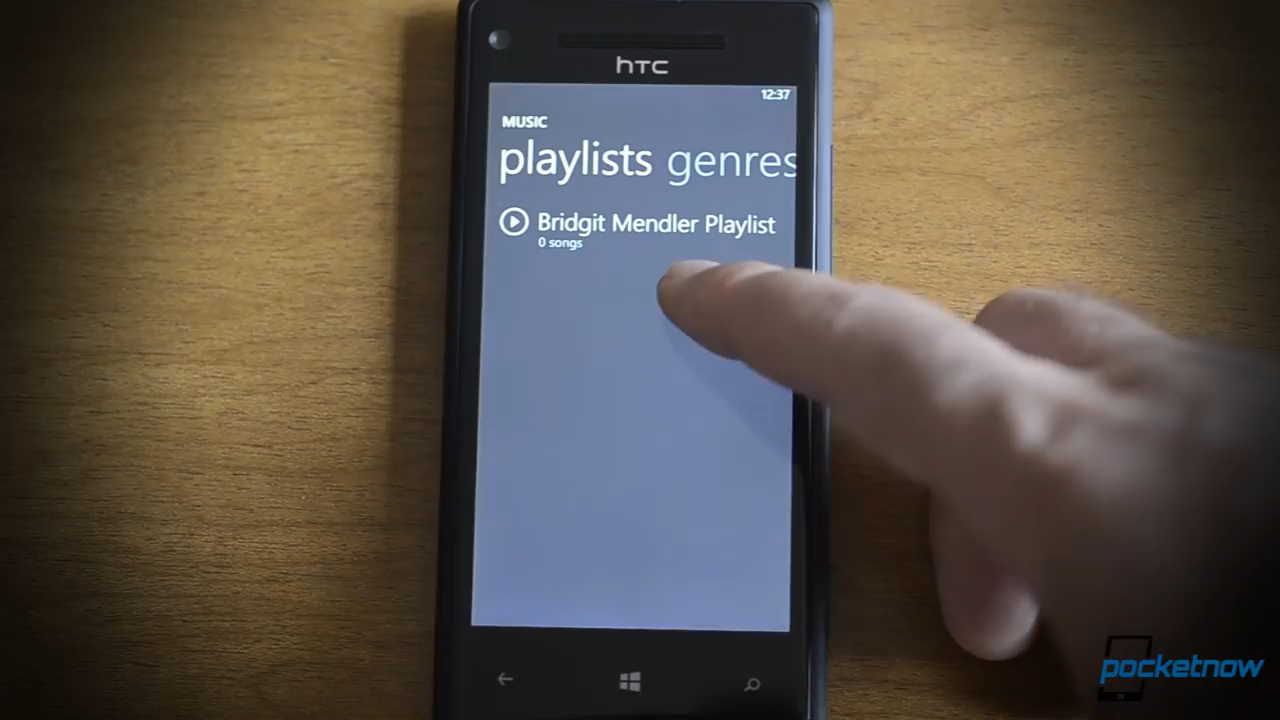 hTC
12:37
MUSIC
playlists genres
Bridgit Mendler Playlist
0 songs
pocketnow